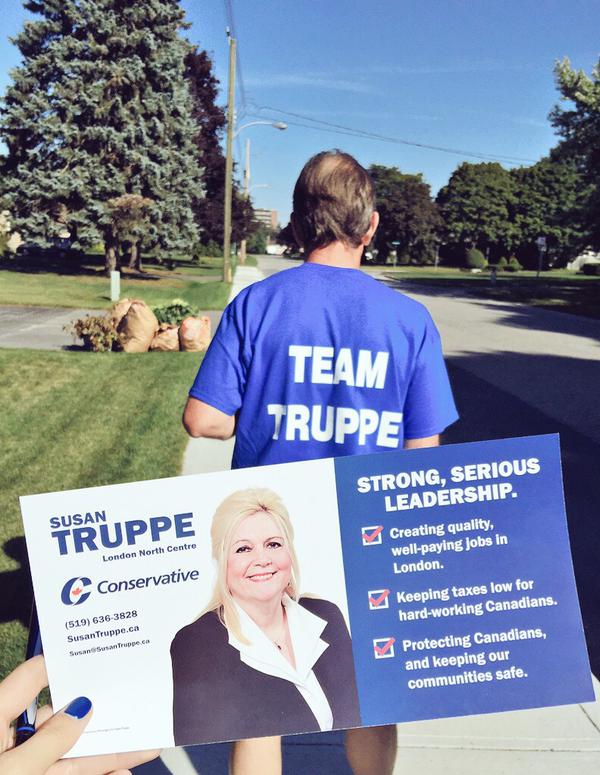 TEAM
TRUPPE
SUSAN
TRUPPE
London North Centre
Conservative
(519) 636-3828
SusanTruppe.ca
Susan@SusanTruppe.ca
STRONG, SERIOUS
LEADERSHIP.
Creating quality,
well-paying jobs in
London.
Keeping taxes low for
hard-working Canadians.
Protecting Canadians,
and keeping our
communities safe.